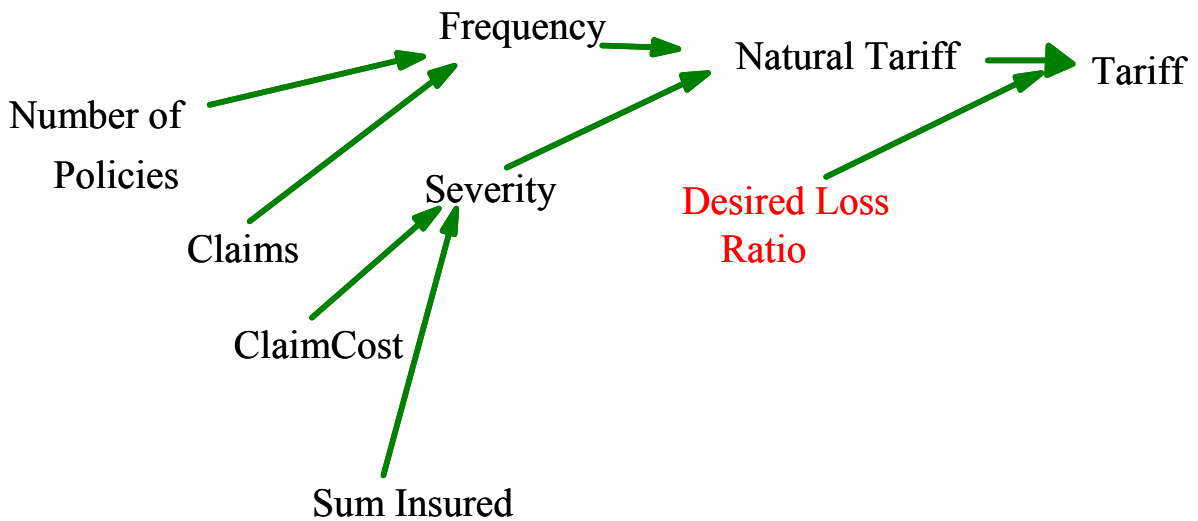 Frequency
Natural Tariff
Tariff
Number of
Policies
Severity
Desired Loss
Ratio
Claims
ClaimCost
Sum Insured